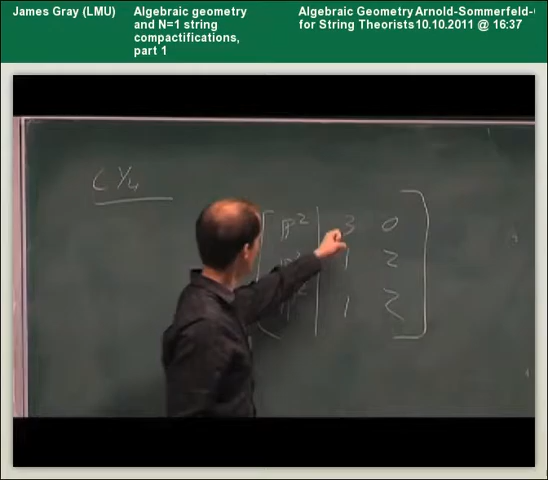 James Gray (LMU)
Algebraic geometry
and N=1 string
compactifications,
part 1
Algebraic Geometry
for String Theorists
Arnold-Sommerfeld-
10.10.2011 @ 16:37
CY₄
P² | 3 0
1 2
1 2